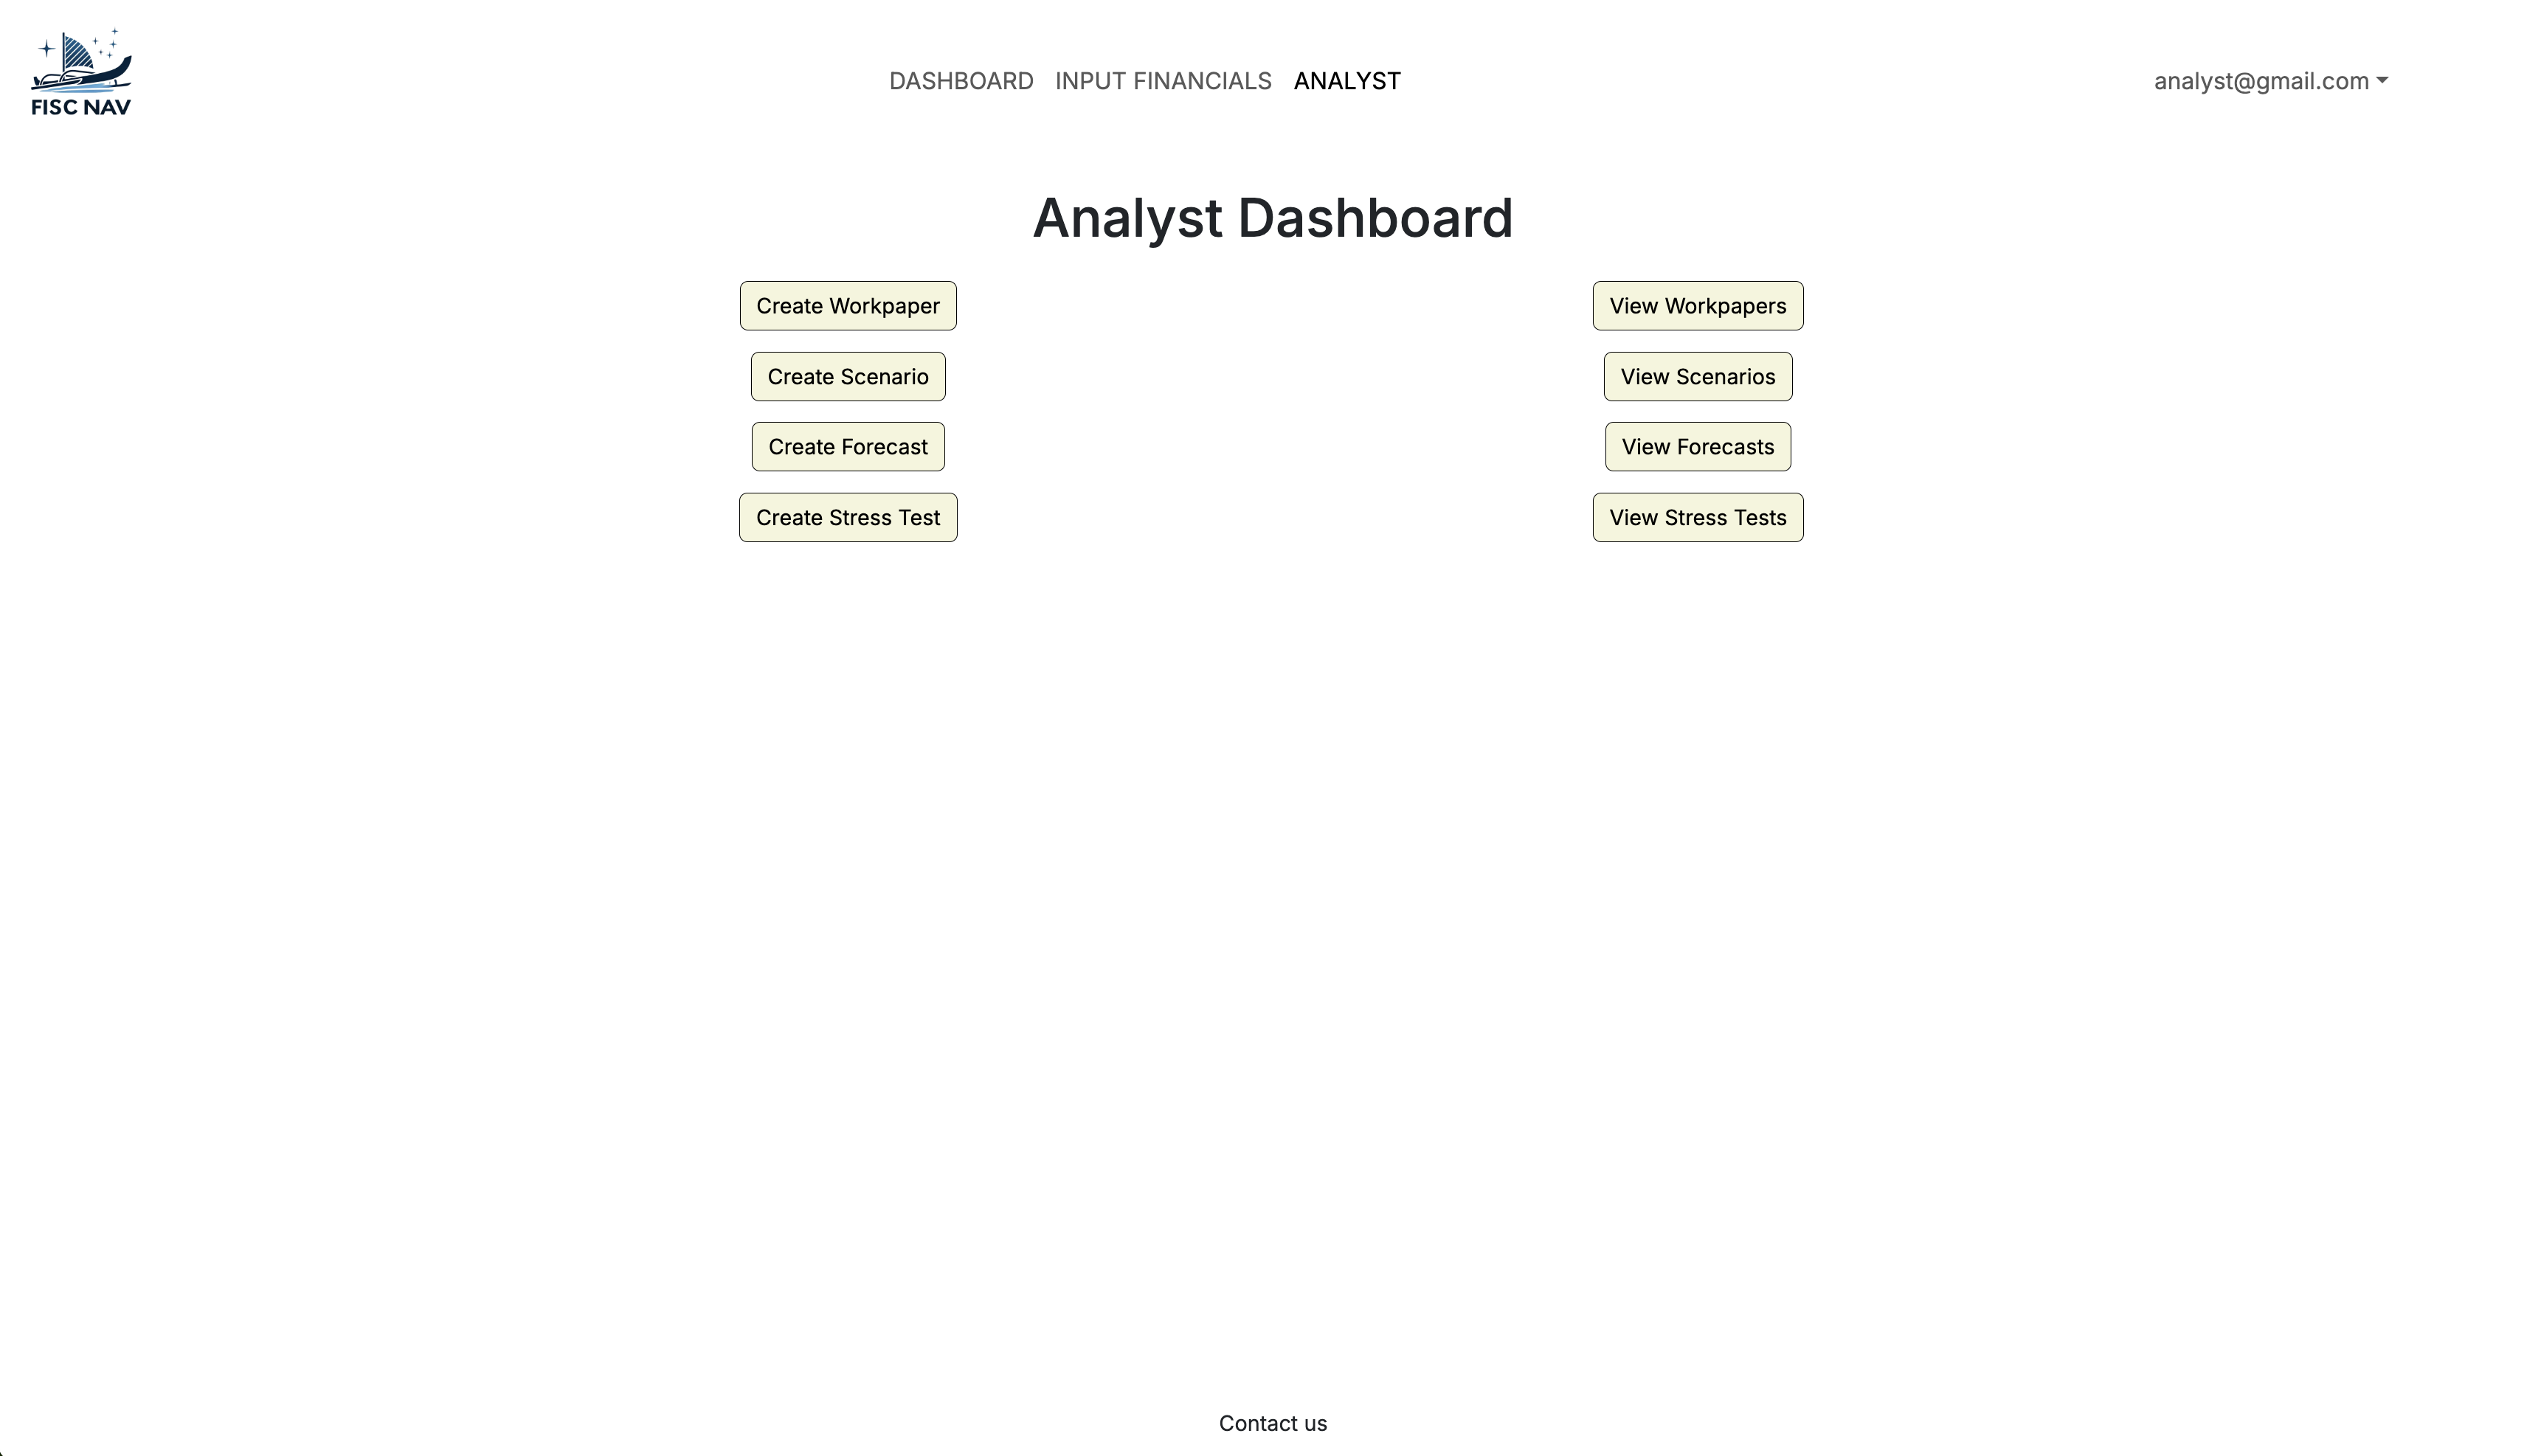 FISC NAV
DASHBOARD INPUT FINANCIALS ANALYST
analyst@gmail.com
Analyst Dashboard
Create Workpaper
View Workpapers
Create Scenario
View Scenarios
Create Forecast
View Forecasts
Create Stress Test
View Stress Tests
Contact us